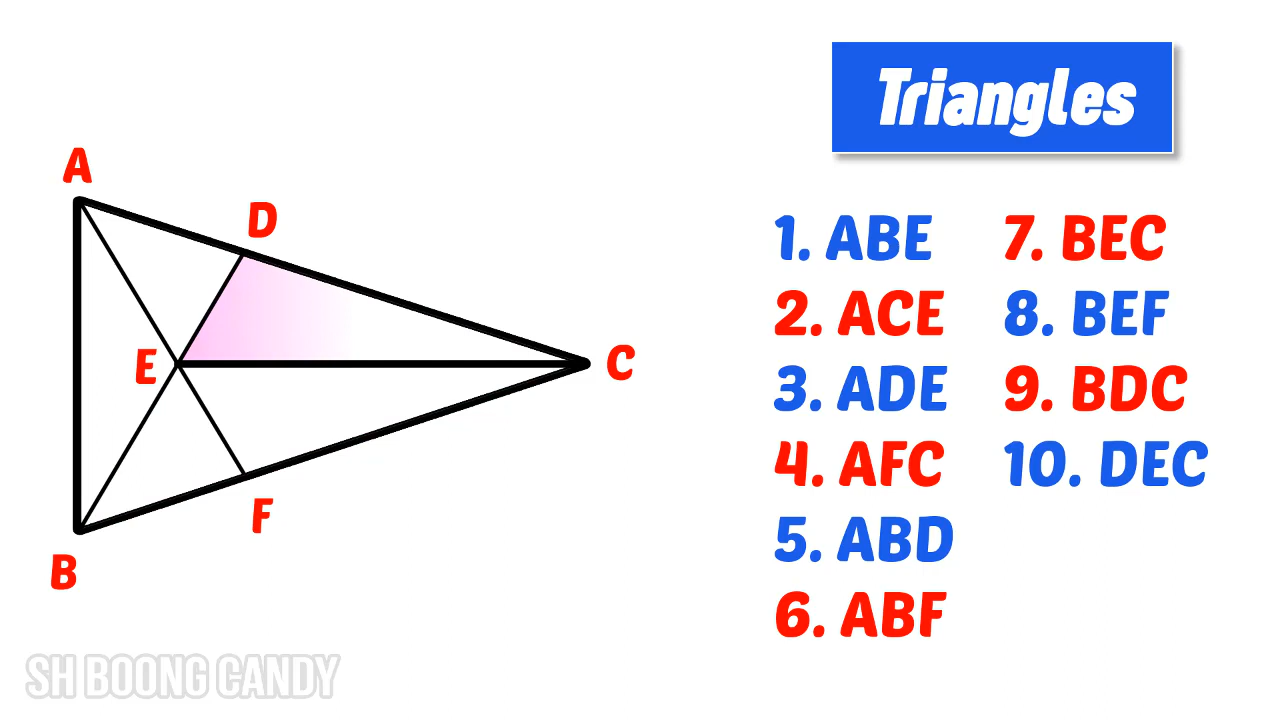 Triangles
A
D
E
C
F
B
1. ABE
2. ACE
3. ADE
4. AFC
5. ABD
6. ABF
7. BEC
8. BEF
9. BDC
10. DEC
SH BOONG CANDY